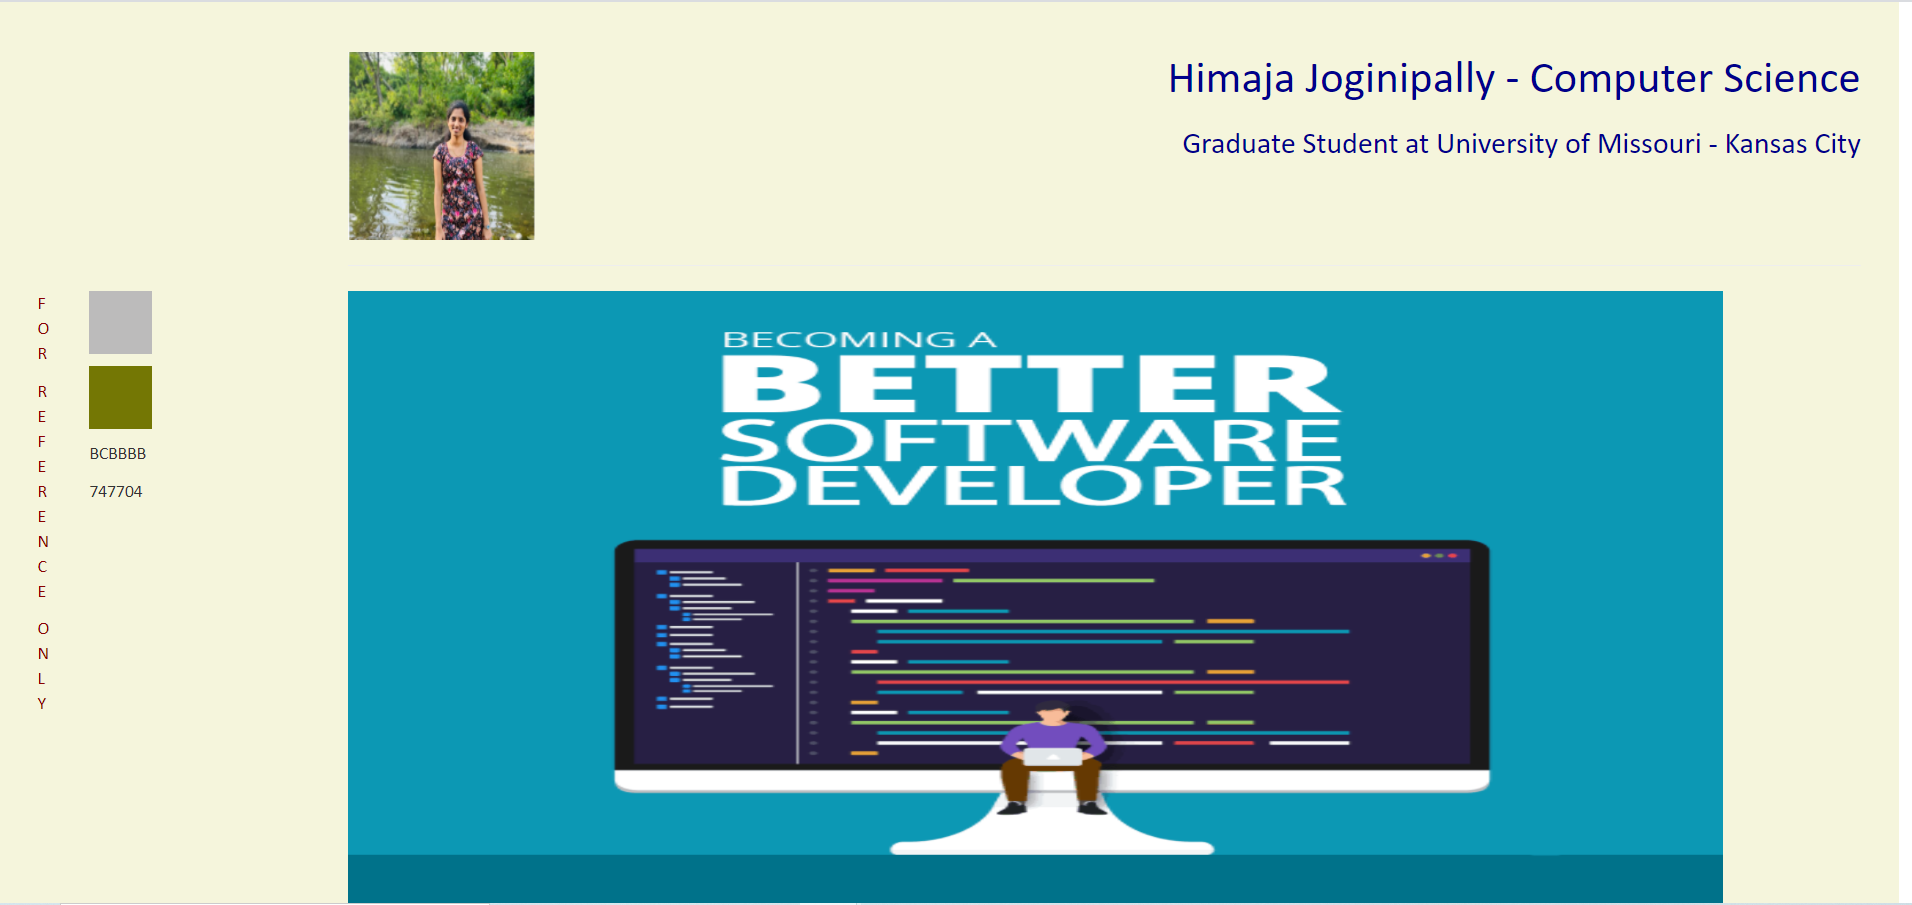 Himaja Joginipally - Computer Science
Graduate Student at University of Missouri - Kansas City
F
O
R
R
E
F
E
R
E
N
C
E
O
N
L
Y
BCBBBB
747704
BECOMING A
BETTER
SOFTWARE
DEVELOPER